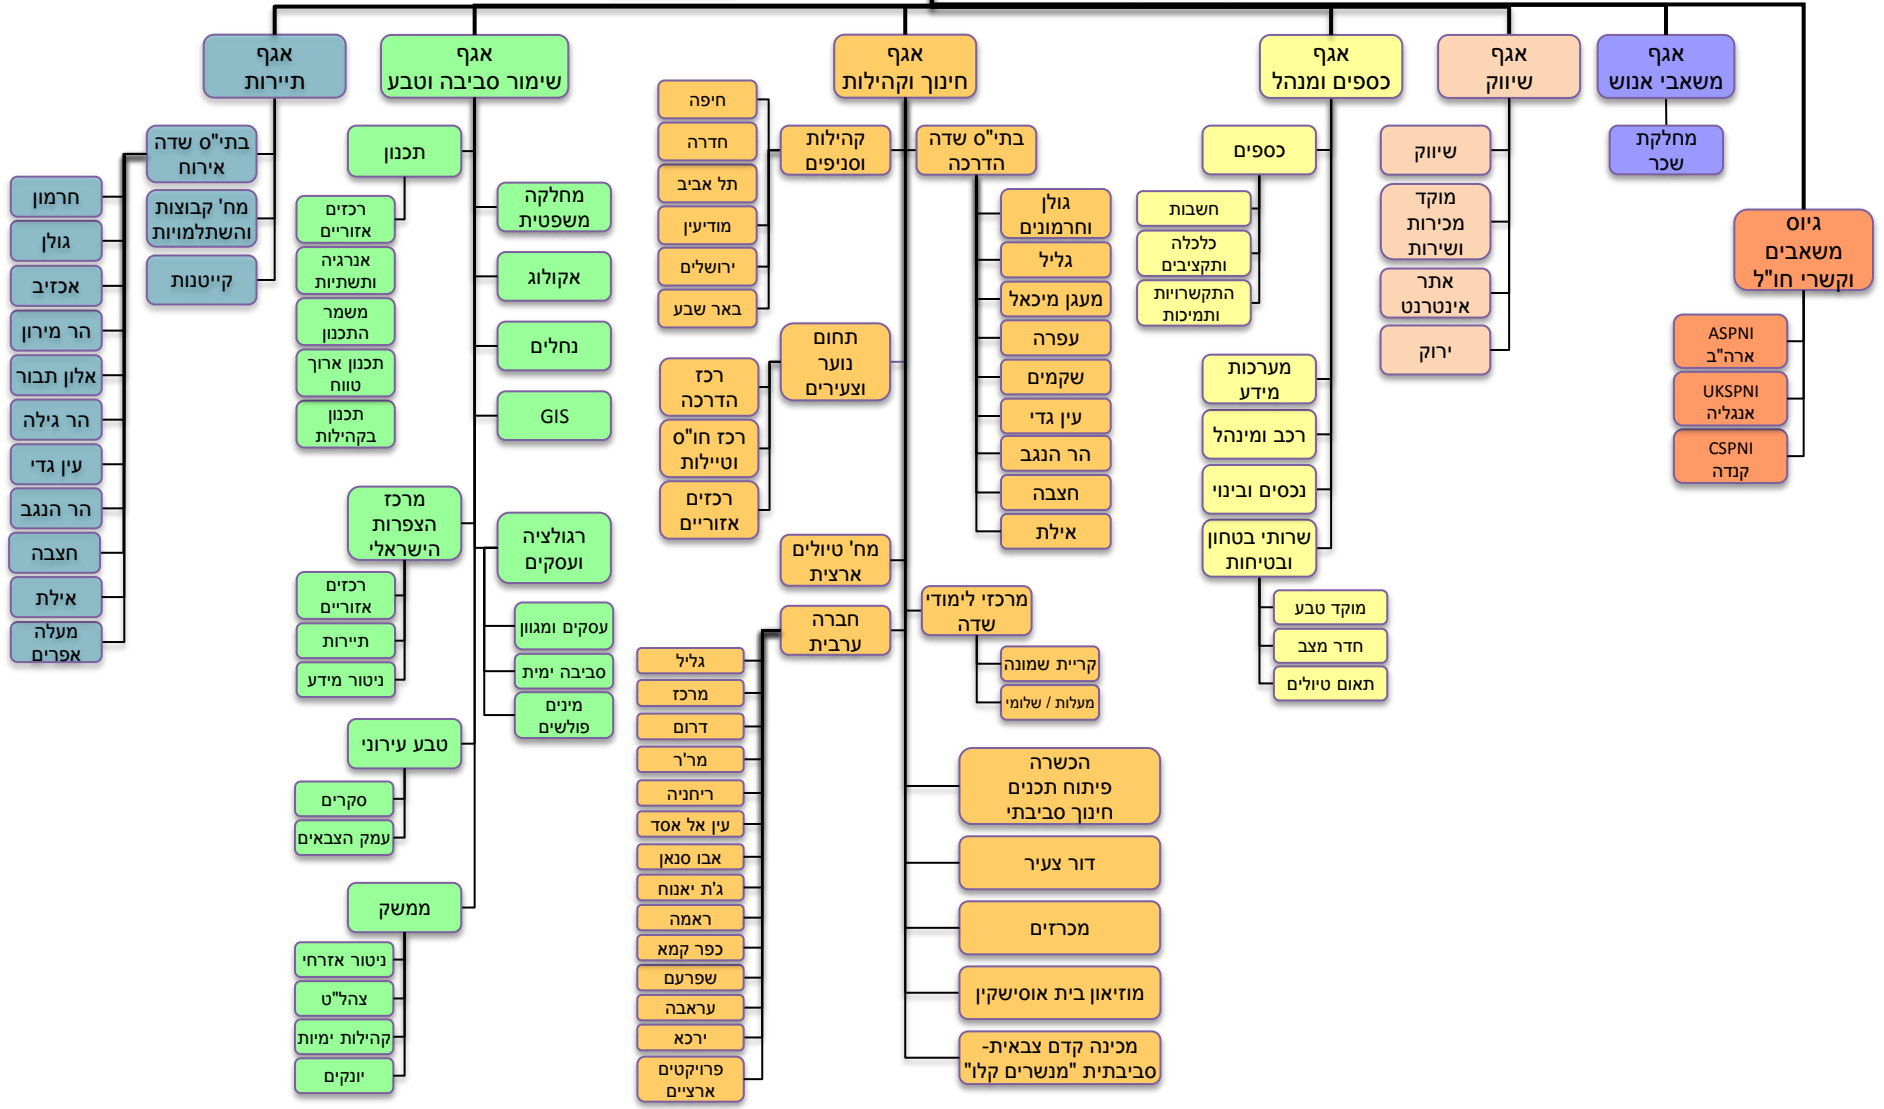 אגף
משאבי אנוש
מחלקת
שכר
גיוס
משאבים
וקשרי חו"ל
ASPNI
ארה"ב
UKSPNI
אנגליה
CSPNI
קנדה
אגף
שיווק
שיווק
מוקד
מכירות
ושירות
אתר
אינטרנט
ירוק
אגף
כספים ומנהל
כספים
חשבות
כלכלה
ותקציבים
התקשרויות
ותמיכות
מערכות
מידע
רכב ומינהל
נכסים ובינוי
שרותי בטחון
ובטיחות
מוקד טבע
חדר מצב
תאום טיולים
אגף
חינוך וקהילות
בתי"ס שדה
הדרכה
גולן
וחרמונים
גליל
מעגן מיכאל
עפרה
שקמים
עין גדי
הר הנגב
חצבה
אילת
מרכזי לימודי
שדה
קריית שמונה
מעלות / שלומי
הכשרה
פיתוח תכנים
חינוך סביבתי
דור צעיר
מכרזים
מוזיאון בית אוסישקין
מכינה קדם צבאית-
סביבתית "מנשרים קלו"
קהילות
וסניפים
חיפה
חדרה
תל אביב
מודיעין
ירושלים
באר שבע
תחום
נוער
וצעירים
רכז
הדרכה
רכז חו"ס
וטיילות
רכזים
אזוריים
מח' טיולים
ארצית
חברה
ערבית
גליל
מרכז
דרום
מר'ר
ריחניה
עין אל אסד
אבו סנאן
ג'ת יאנוח
ראמה
כפר קמא
שפרעם
עראבה
ירכא
פרויקטים
ארציים
אגף
שימור סביבה וטבע
מחלקה
משפטית
אקולוג
נחלים
GIS
רגולציה
ועסקים
עסקים ומגוון
סביבה ימית
מינים
פולשים
תכנון
רכזים
אזוריים
אנרגיה
ותשתיות
משמר
התכנון
תכנון ארוך
טווח
תכנון
בקהילות
מרכז
הצפרות
הישראלי
רכזים
אזוריים
תיירות
ניטור מידע
טבע עירוני
סקרים
עמק הצבאים
ממשק
ניטור אזרחי
צהל"ט
קהילות ימיות
יונקים
אגף
תיירות
בתי"ס שדה
אירוח
מח' קבוצות
והשתלמויות
קייטנות
חרמון
גולן
אכזיב
הר מירון
אלון תבור
הר גילה
עין גדי
הר הנגב
חצבה
אילת
מעלה
אפרים